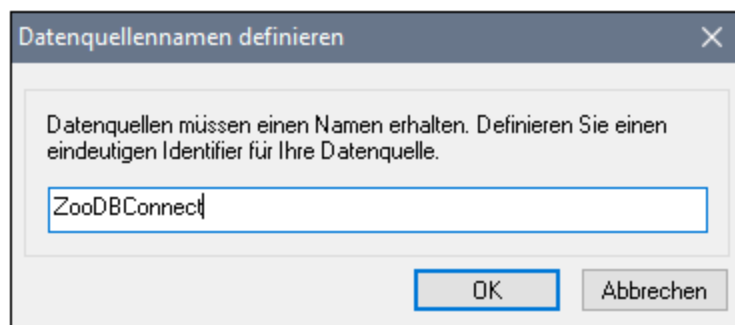 Datenquellennamen definieren
Datenquellen müssen einen Namen erhalten. Definieren Sie einen
eindeutigen Identifier für Ihre Datenquelle.
ZooDBConnect
OK Abbrechen